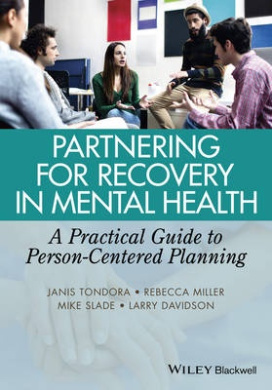 PARTNERING
FOR RECOVERY
IN MENTAL HEALTH
A Practical Guide to
Person-Centered Planning
JANIS TONDORA • REBECCA MILLER
MIKE SLADE • LARRY DAVIDSON
WILEY Blackwell